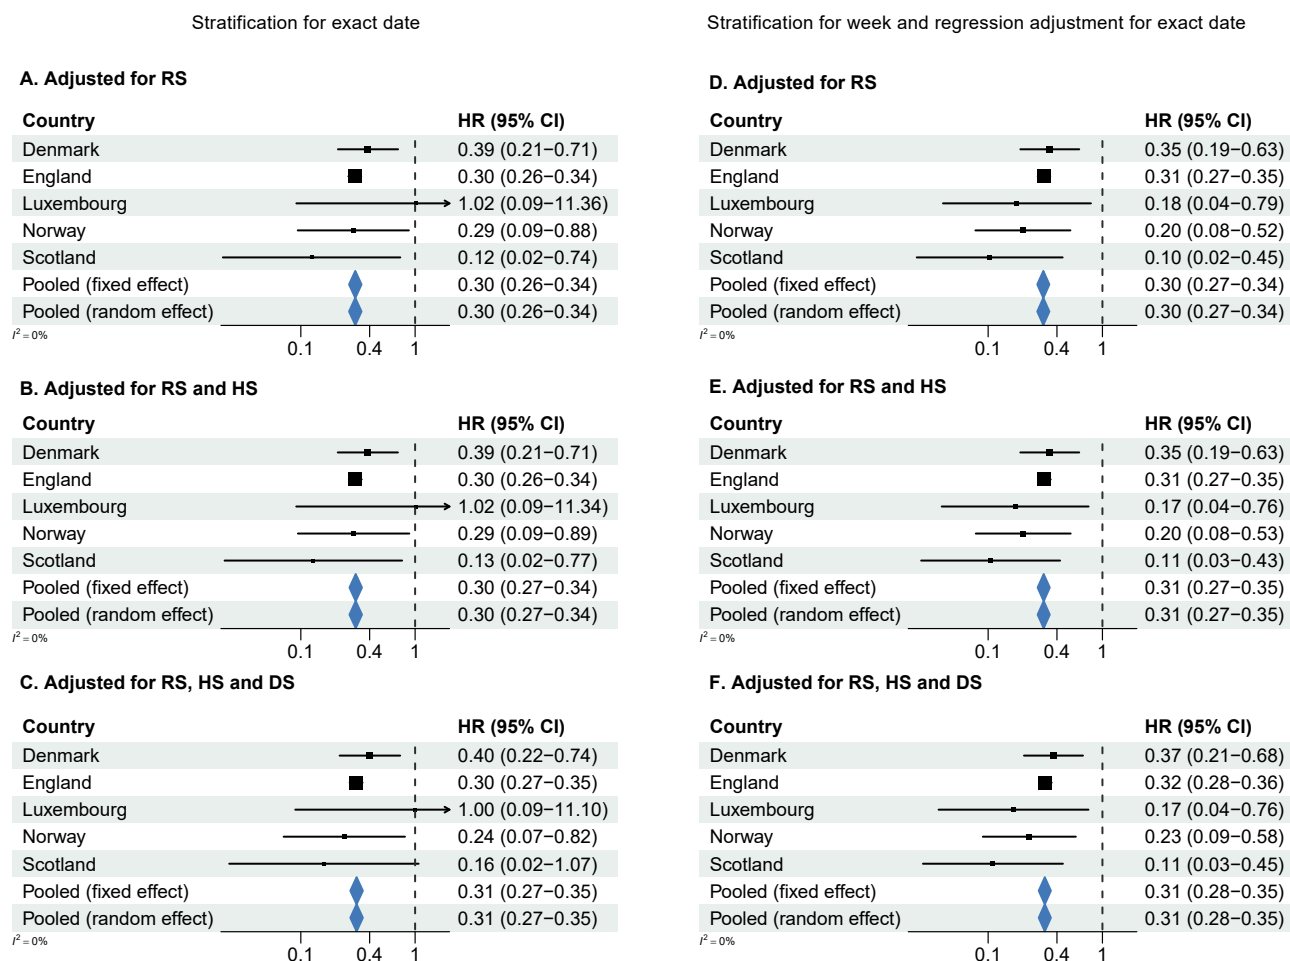 Stratification for exact date
A. Adjusted for RS
Country HR (95% CI)
Denmark 0.39 (0.21−0.71)
England 0.30 (0.26−0.34)
Luxembourg 1.02 (0.09−11.36)
Norway 0.29 (0.09−0.88)
Scotland 0.12 (0.02−0.74)
Pooled (fixed effect) 0.30 (0.26−0.34)
Pooled (random effect) 0.30 (0.26−0.34)
I² = 0%
0.1 0.4 1
B. Adjusted for RS and HS
Country HR (95% CI)
Denmark 0.39 (0.21−0.71)
England 0.30 (0.26−0.34)
Luxembourg 1.02 (0.09−11.34)
Norway 0.29 (0.09−0.89)
Scotland 0.13 (0.02−0.77)
Pooled (fixed effect) 0.30 (0.27−0.34)
Pooled (random effect) 0.30 (0.27−0.34)
I² = 0%
0.1 0.4 1
C. Adjusted for RS, HS and DS
Country HR (95% CI)
Denmark 0.40 (0.22−0.74)
England 0.30 (0.27−0.35)
Luxembourg 1.00 (0.09−11.10)
Norway 0.24 (0.07−0.82)
Scotland 0.16 (0.02−1.07)
Pooled (fixed effect) 0.31 (0.27−0.35)
Pooled (random effect) 0.31 (0.27−0.35)
I² = 0%
0.1 0.4 1
Stratification for week and regression adjustment for exact date
D. Adjusted for RS
Country HR (95% CI)
Denmark 0.35 (0.19−0.63)
England 0.31 (0.27−0.35)
Luxembourg 0.18 (0.04−0.79)
Norway 0.20 (0.08−0.52)
Scotland 0.10 (0.02−0.45)
Pooled (fixed effect) 0.30 (0.27−0.34)
Pooled (random effect) 0.30 (0.27−0.34)
I² = 0%
0.1 0.4 1
E. Adjusted for RS and HS
Country HR (95% CI)
Denmark 0.35 (0.19−0.63)
England 0.31 (0.27−0.35)
Luxembourg 0.17 (0.04−0.76)
Norway 0.20 (0.08−0.53)
Scotland 0.11 (0.03−0.43)
Pooled (fixed effect) 0.31 (0.27−0.35)
Pooled (random effect) 0.31 (0.27−0.35)
I² = 0%
0.1 0.4 1
F. Adjusted for RS, HS and DS
Country HR (95% CI)
Denmark 0.37 (0.21−0.68)
England 0.32 (0.28−0.36)
Luxembourg 0.17 (0.04−0.76)
Norway 0.23 (0.09−0.58)
Scotland 0.11 (0.03−0.45)
Pooled (fixed effect) 0.31 (0.28−0.35)
Pooled (random effect) 0.31 (0.28−0.35)
I² = 0%
0.1 0.4 1